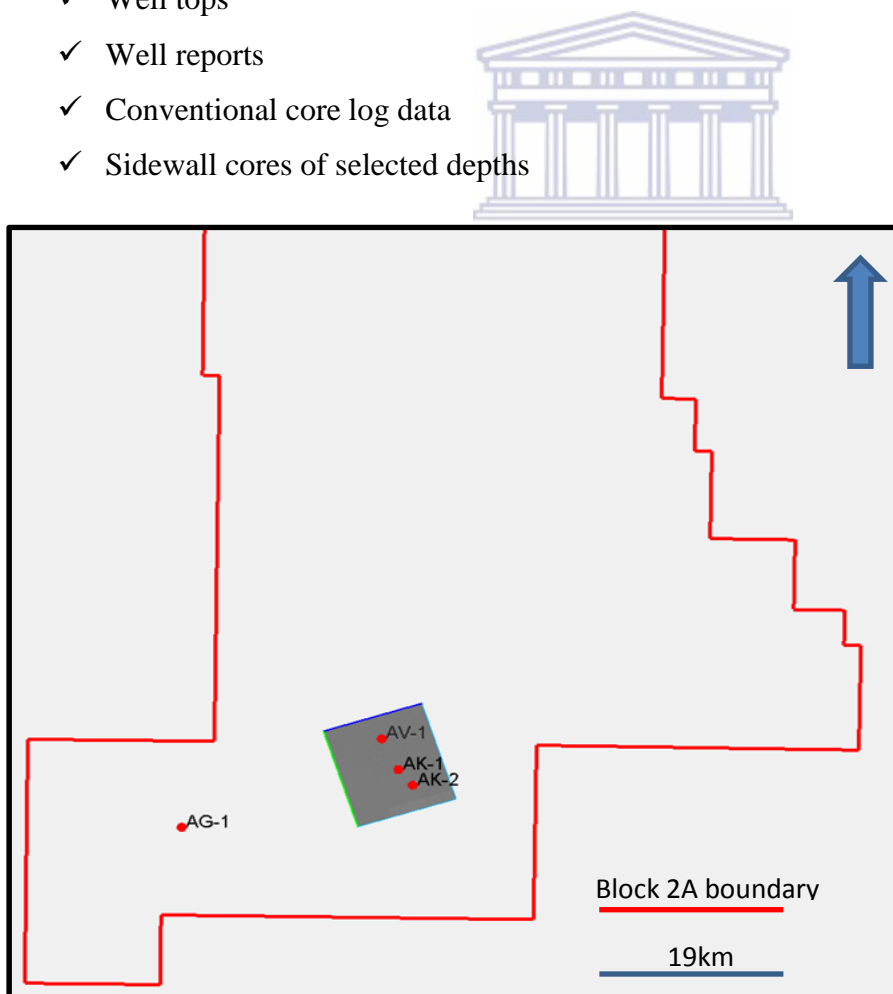 ✓ Well tops
✓ Well reports
✓ Conventional core log data
✓ Sidewall cores of selected depths
AV-1
AK-1
AK-2
AG-1
Block 2A boundary
19km